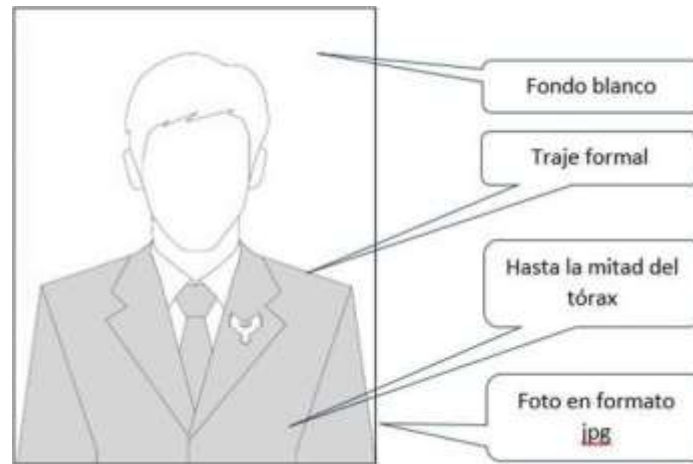 Fondo blanco
Traje formal
Hasta la mitad del
tórax
Foto en formato
jpg